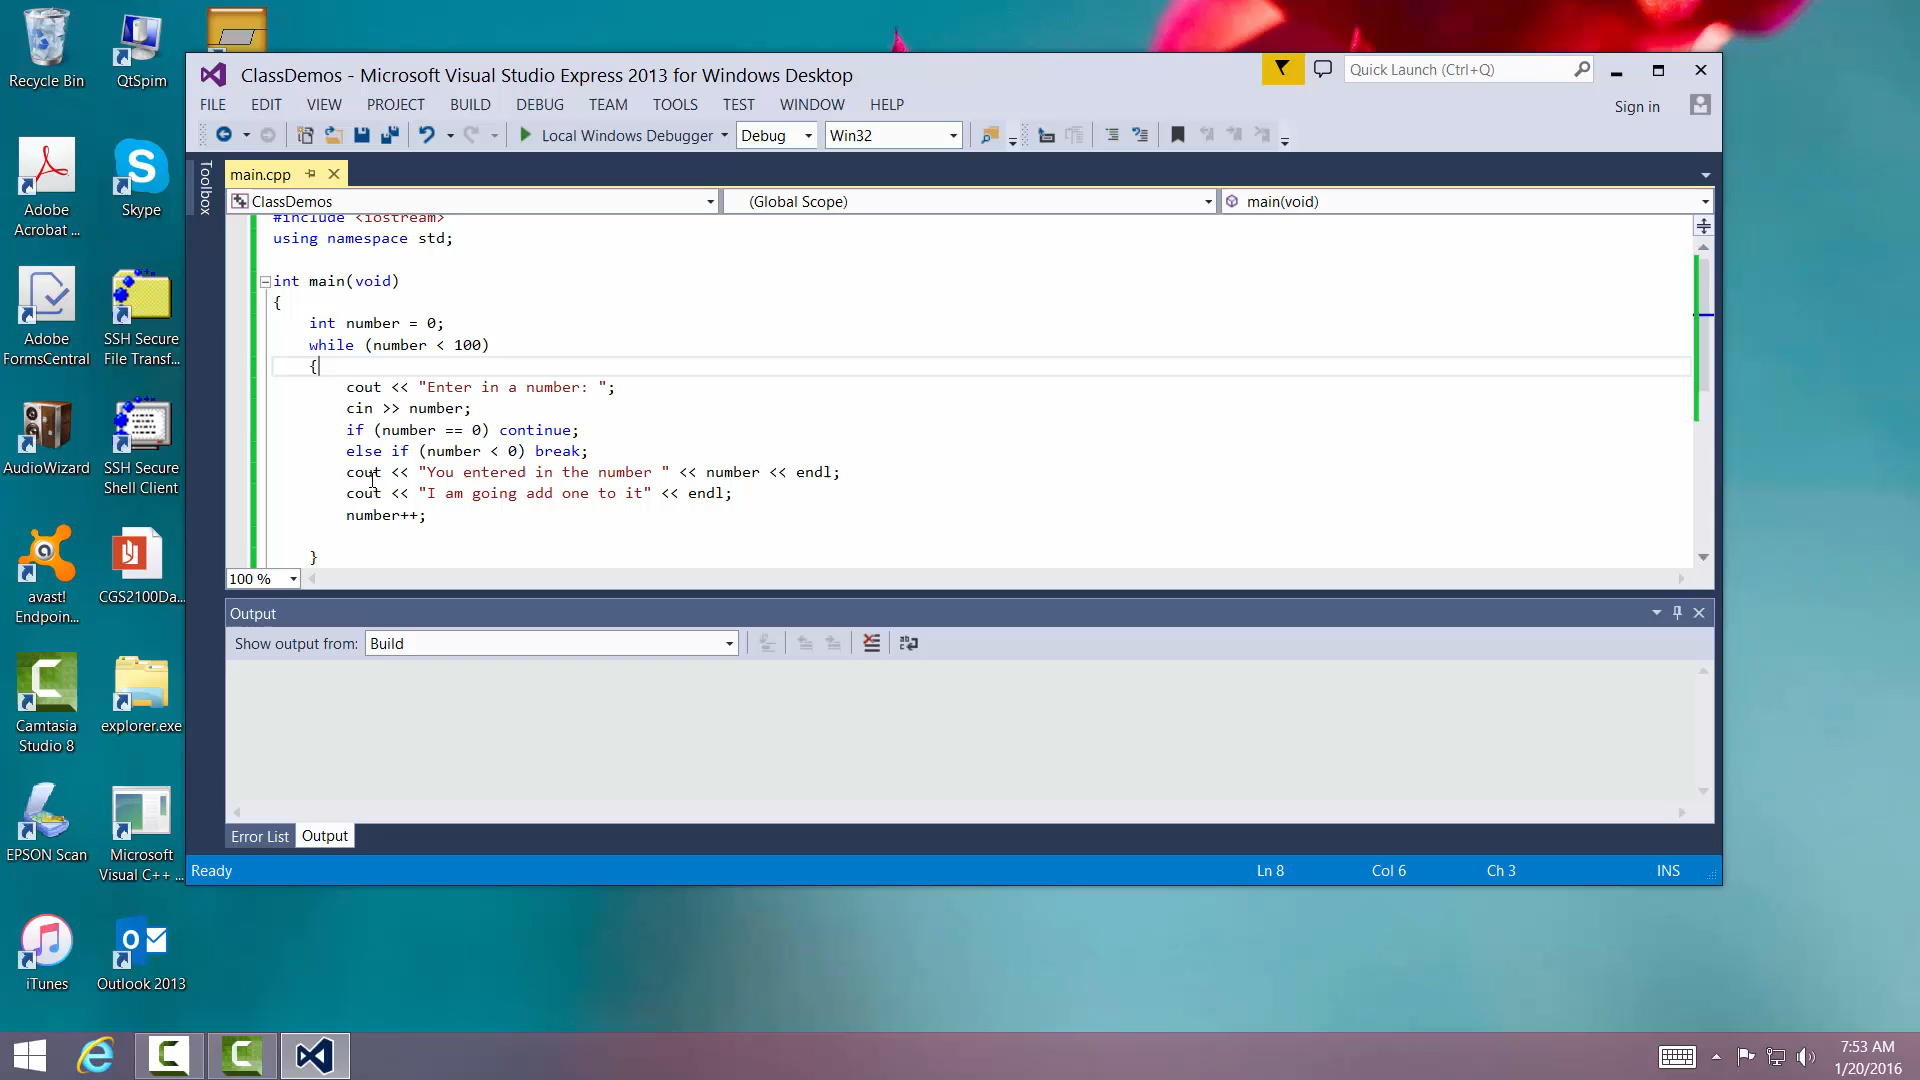 Recycle Bin
QtSpim
Adobe
Acrobat ...
Skype
Adobe
FormsCentral
SSH Secure
File Transf...
AudioWizard
SSH Secure
Shell Client
avast!
Endpoin...
CGS2100Da...
Camtasia
Studio 8
explorer.exe
EPSON Scan
Microsoft
Visual C++ ...
iTunes
Outlook 2013
ClassDemos - Microsoft Visual Studio Express 2013 for Windows Desktop
Quick Launch (Ctrl+Q)
FILE EDIT VIEW PROJECT BUILD DEBUG TEAM TOOLS TEST WINDOW HELP
Sign in
Local Windows Debugger Debug Win32
Toolbox
main.cpp
ClassDemos (Global Scope) main(void)
#include <iostream>
using namespace std;
int main(void)
{
int number = 0;
while (number < 100)
{
cout << "Enter in a number: ";
cin >> number;
if (number == 0) continue;
else if (number < 0) break;
cout << "You entered in the number " << number << endl;
cout << "I am going add one to it" << endl;
number++;
}
100 %
Output
Show output from: Build
Error List Output
Ready Ln 8 Col 6 Ch 3 INS
7:53 AM
1/20/2016